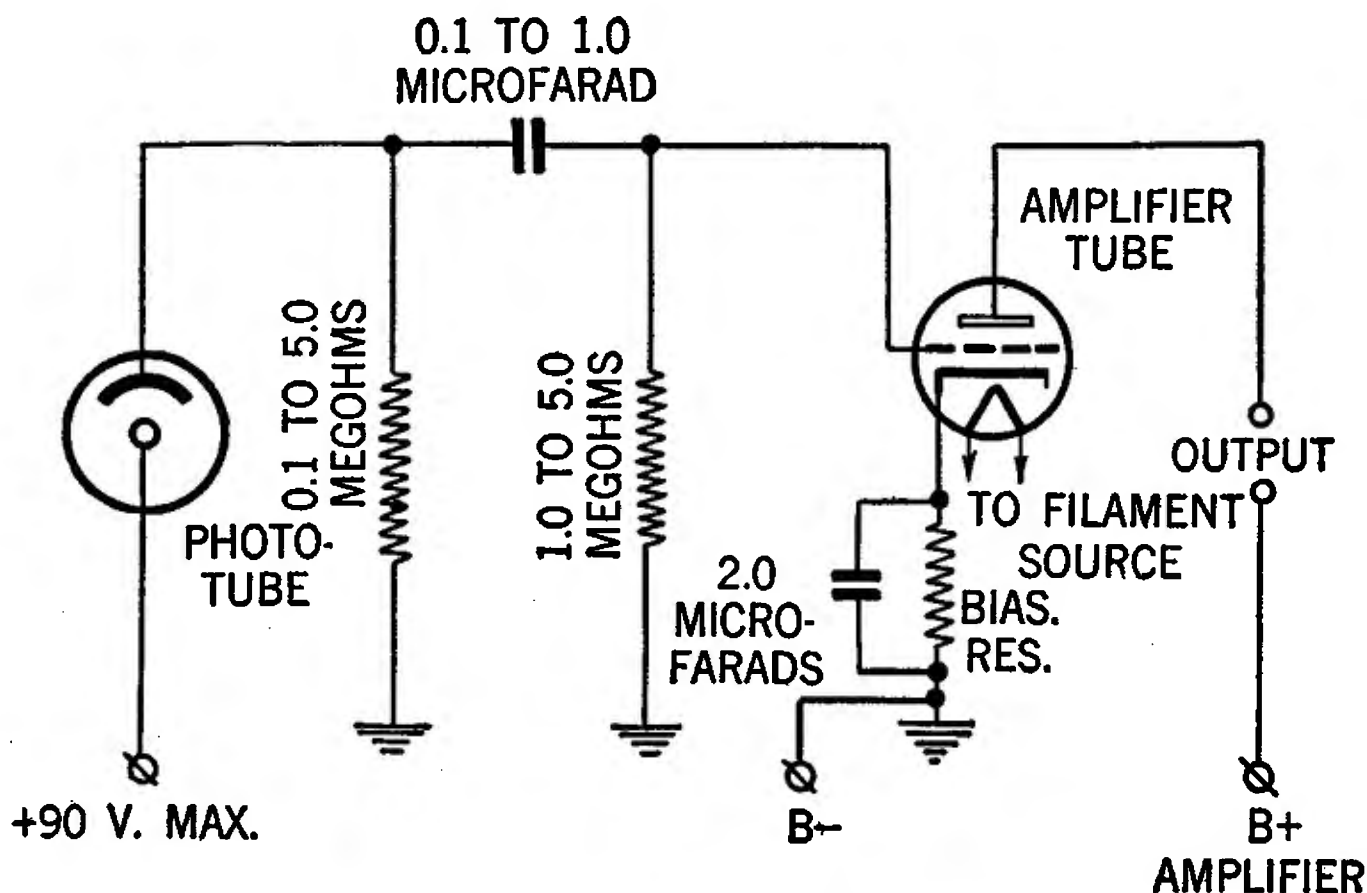 0.1 TO 1.0
MICROFARAD
AMPLIFIER
TUBE
0.1 TO 5.0
MEGOHMS
1.0 TO 5.0
MEGOHMS
PHOTO-
TUBE
OUTPUT
TO FILAMENT
SOURCE
2.0
MICRO-
FARADS
BIAS.
RES.
+90 V. MAX.
B-
B+
AMPLIFIER